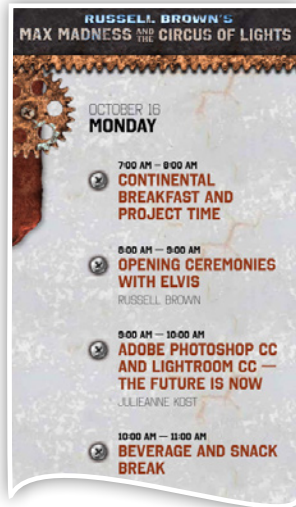 RUSSELL BROWN'S
MAX MADNESS AND THE CIRCUS OF LIGHTS
OCTOBER 16
MONDAY
7:00 AM – 8:00 AM
CONTINENTAL
BREAKFAST AND
PROJECT TIME
8:00 AM – 9:00 AM
OPENING CEREMONIES
WITH ELVIS
RUSSELL BROWN
9:00 AM – 10:00 AM
ADOBE PHOTOSHOP CC
AND LIGHTROOM CC —
THE FUTURE IS NOW
JULIEANNE KOST
10:00 AM – 11:00 AM
BEVERAGE AND SNACK
BREAK